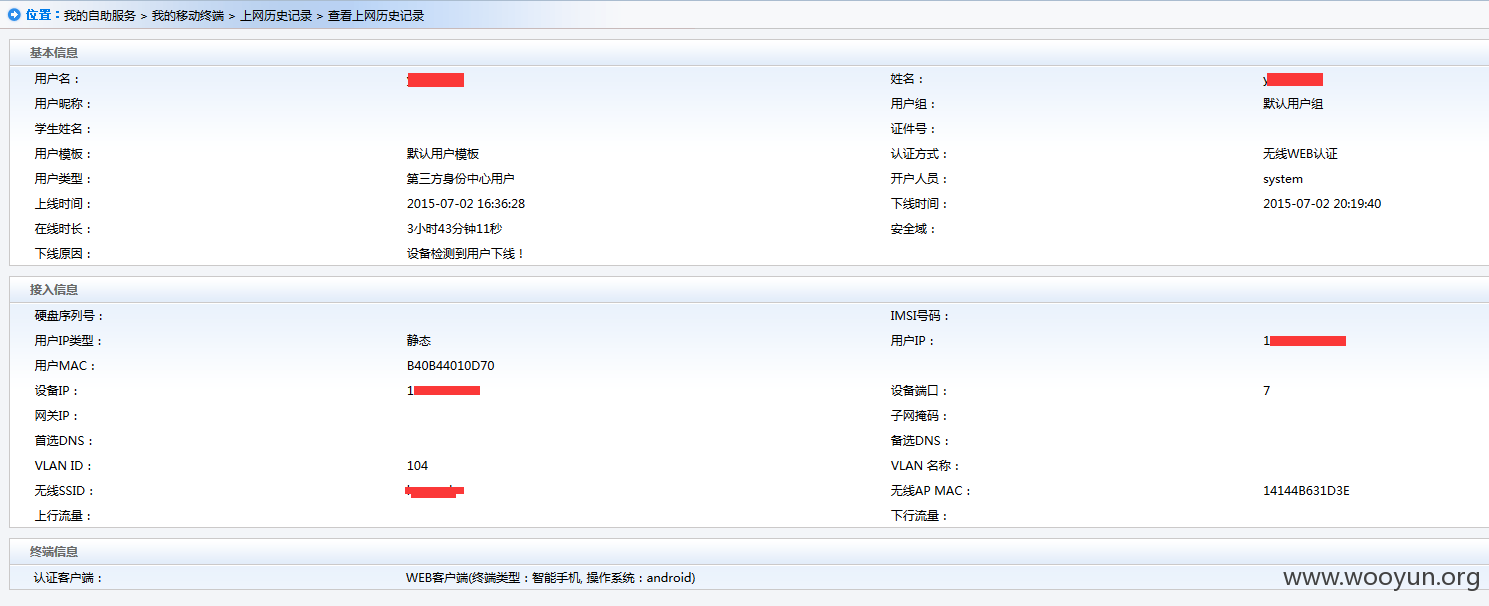 位置：我的自助服务 > 我的移动终端 > 上网历史记录 > 查看上网历史记录
基本信息
用户名： 姓名： y
用户昵称： 用户组： 默认用户组
学生姓名： 证件号：
用户模板： 默认用户模板 认证方式： 无线WEB认证
用户类型： 第三方身份中心用户 开户人员： system
上线时间： 2015-07-02 16:36:28 下线时间： 2015-07-02 20:19:40
在线时长： 3小时43分钟11秒 安全域：
下线原因： 设备检测到用户下线！
接入信息
硬盘序列号： IMSI号码：
用户IP类型： 静态 用户IP： 1
用户MAC： B40B44010D70
设备IP： 1 设备端口： 7
网关IP： 子网掩码：
首选DNS： 备选DNS：
VLAN ID： 104 VLAN 名称：
无线SSID： 无线AP MAC： 14144B631D3E
上行流量： 下行流量：
终端信息
认证客户端： WEB客户端(终端类型：智能手机, 操作系统：android)
www.wooyun.org